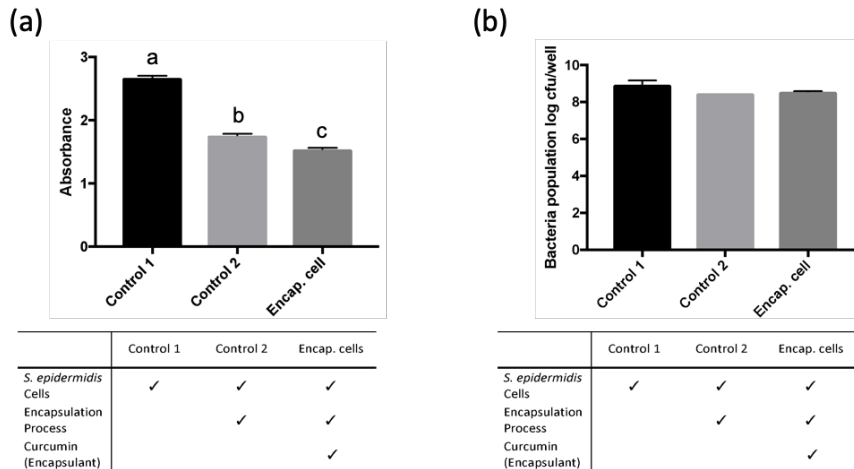 (a)
3
2
1
0
Absorbance
a
b
c
Control 1
Control 2
Encap. cell
Control 1 Control 2 Encap. cells
S. epidermidis
Cells ✓ ✓ ✓
Encapsulation
Process ✓ ✓
Curcumin
(Encapsulant) ✓
(b)
10
8
6
4
2
0
Bacteria population log cfu/well
Control 1
Control 2
Encap. cell
Control 1 Control 2 Encap. cells
S. epidermidis
Cells ✓ ✓ ✓
Encapsulation
Process ✓ ✓
Curcumin
(Encapsulant) ✓